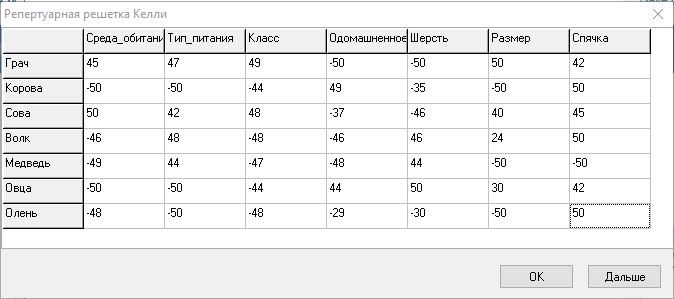 Репертуарная решетка Келли
Среда_обитани Тип_питания Класс Одомашненное Шерсть Размер Спячка
Грач 45 47 49 -50 -50 50 42
Корова -50 -50 -44 49 -35 -50 50
Сова 50 42 48 -37 -46 40 45
Волк -46 48 -48 -46 46 24 50
Медведь -49 44 -47 -48 44 -50 -50
Овца -50 -50 -44 44 50 30 42
Олень -48 -50 -48 -29 -30 -50 50
OK Дальше